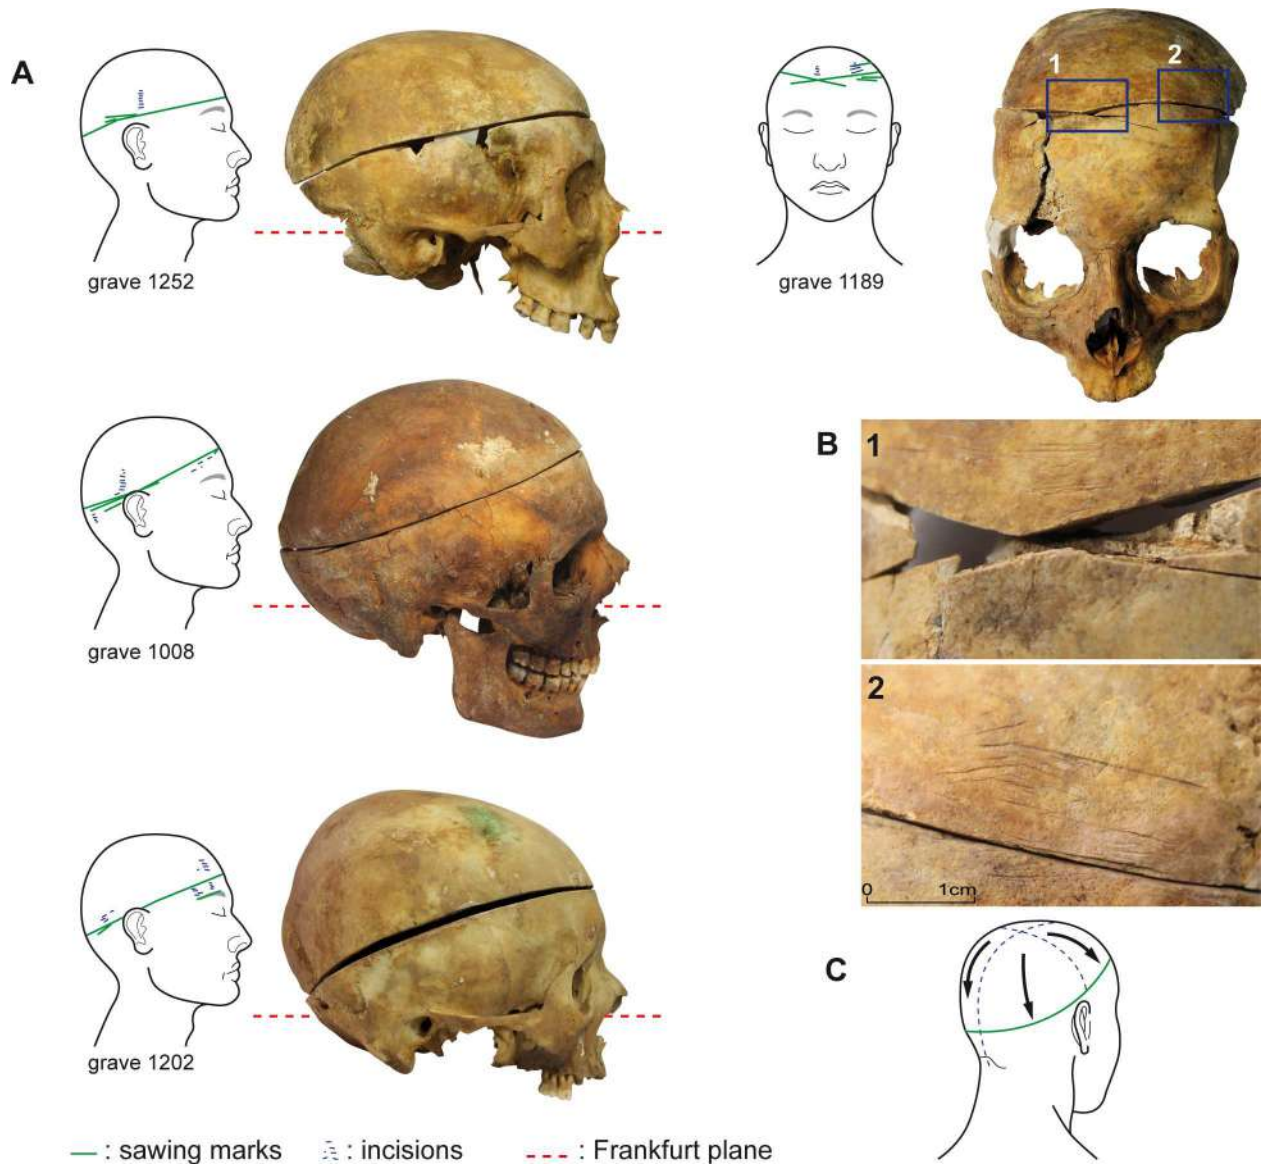 A
grave 1252
grave 1189
1
2
grave 1008
B
1
2
0 1cm
grave 1202
C
: sawing marks
: incisions
: Frankfurt plane